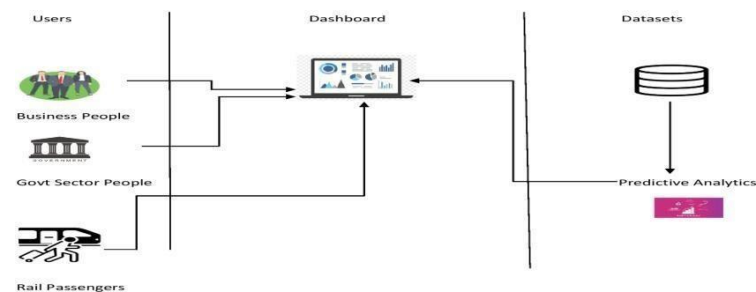 Users
Dashboard
Datasets
Business People
GOVERNMENT
Govt Sector People
Predictive Analytics
Rail Passengers